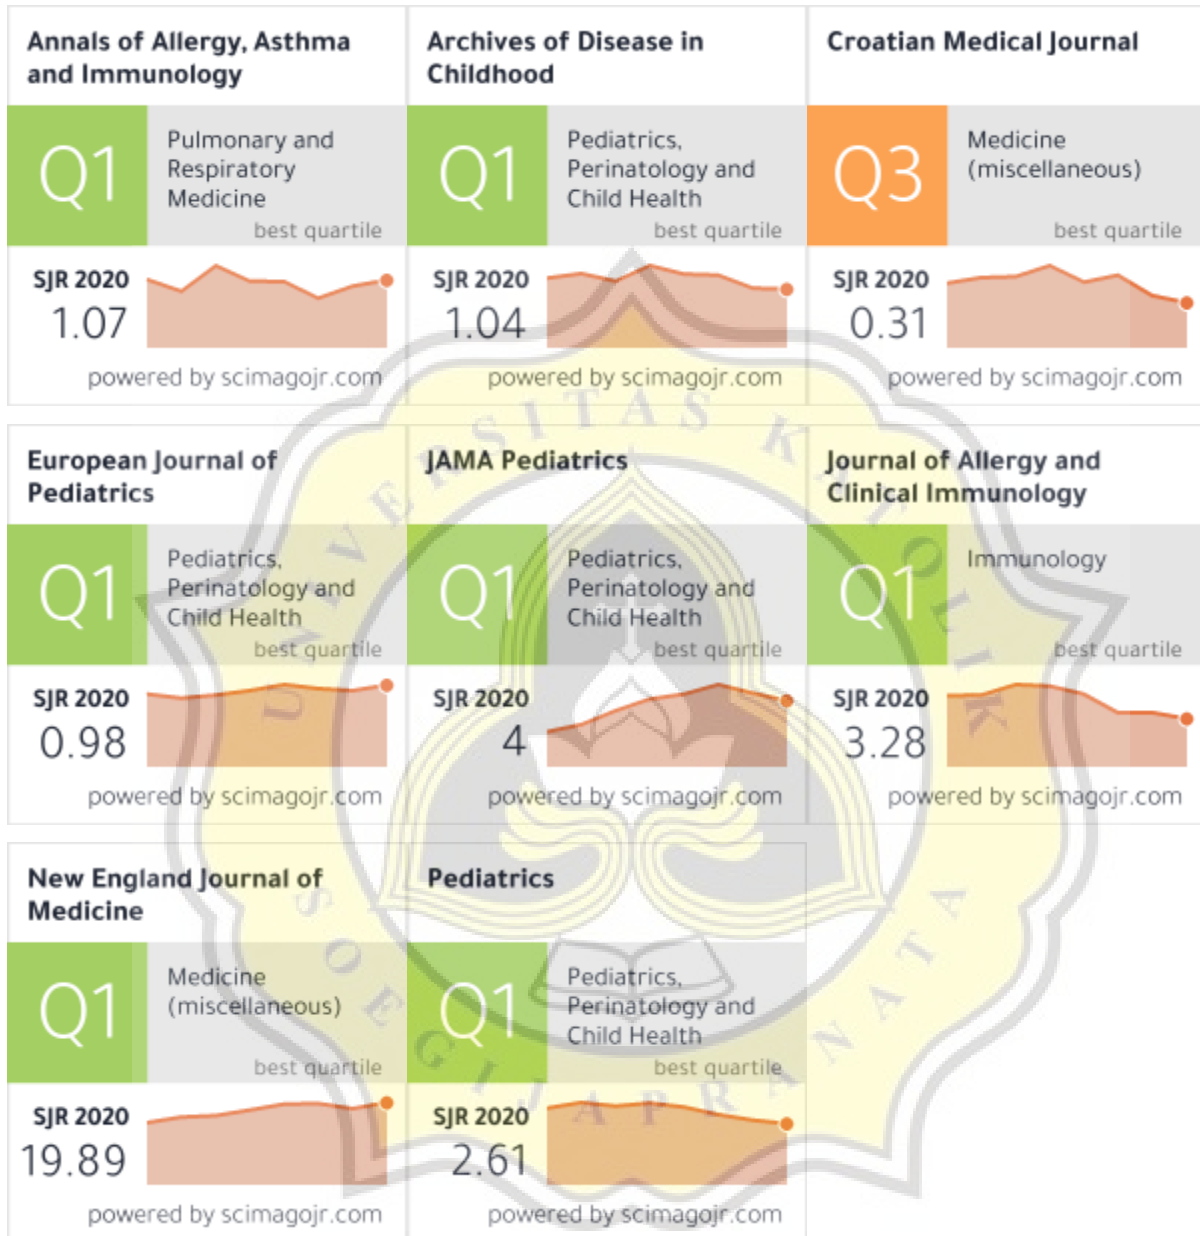 Annals of Allergy, Asthma
and Immunology
Q1
Pulmonary and
Respiratory
Medicine
best quartile
SJR 2020
1.07
powered by scimagojr.com
Archives of Disease in
Childhood
Q1
Pediatrics,
Perinatology and
Child Health
best quartile
SJR 2020
1.04
powered by scimagojr.com
Croatian Medical Journal
Q3
Medicine
(miscellaneous)
best quartile
SJR 2020
0.31
powered by scimagojr.com
European Journal of
Pediatrics
Q1
Pediatrics,
Perinatology and
Child Health
best quartile
SJR 2020
0.98
powered by scimagojr.com
JAMA Pediatrics
Q1
Pediatrics,
Perinatology and
Child Health
best quartile
SJR 2020
4
powered by scimagojr.com
Journal of Allergy and
Clinical Immunology
Q1
Immunology
best quartile
SJR 2020
3.28
powered by scimagojr.com
New England Journal of
Medicine
Q1
Medicine
(miscellaneous)
best quartile
SJR 2020
19.89
powered by scimagojr.com
Pediatrics
Q1
Pediatrics,
Perinatology and
Child Health
best quartile
SJR 2020
2.61
powered by scimagojr.com
UNIVERSITAS KATOLIK
SOEGIJAPRANATA